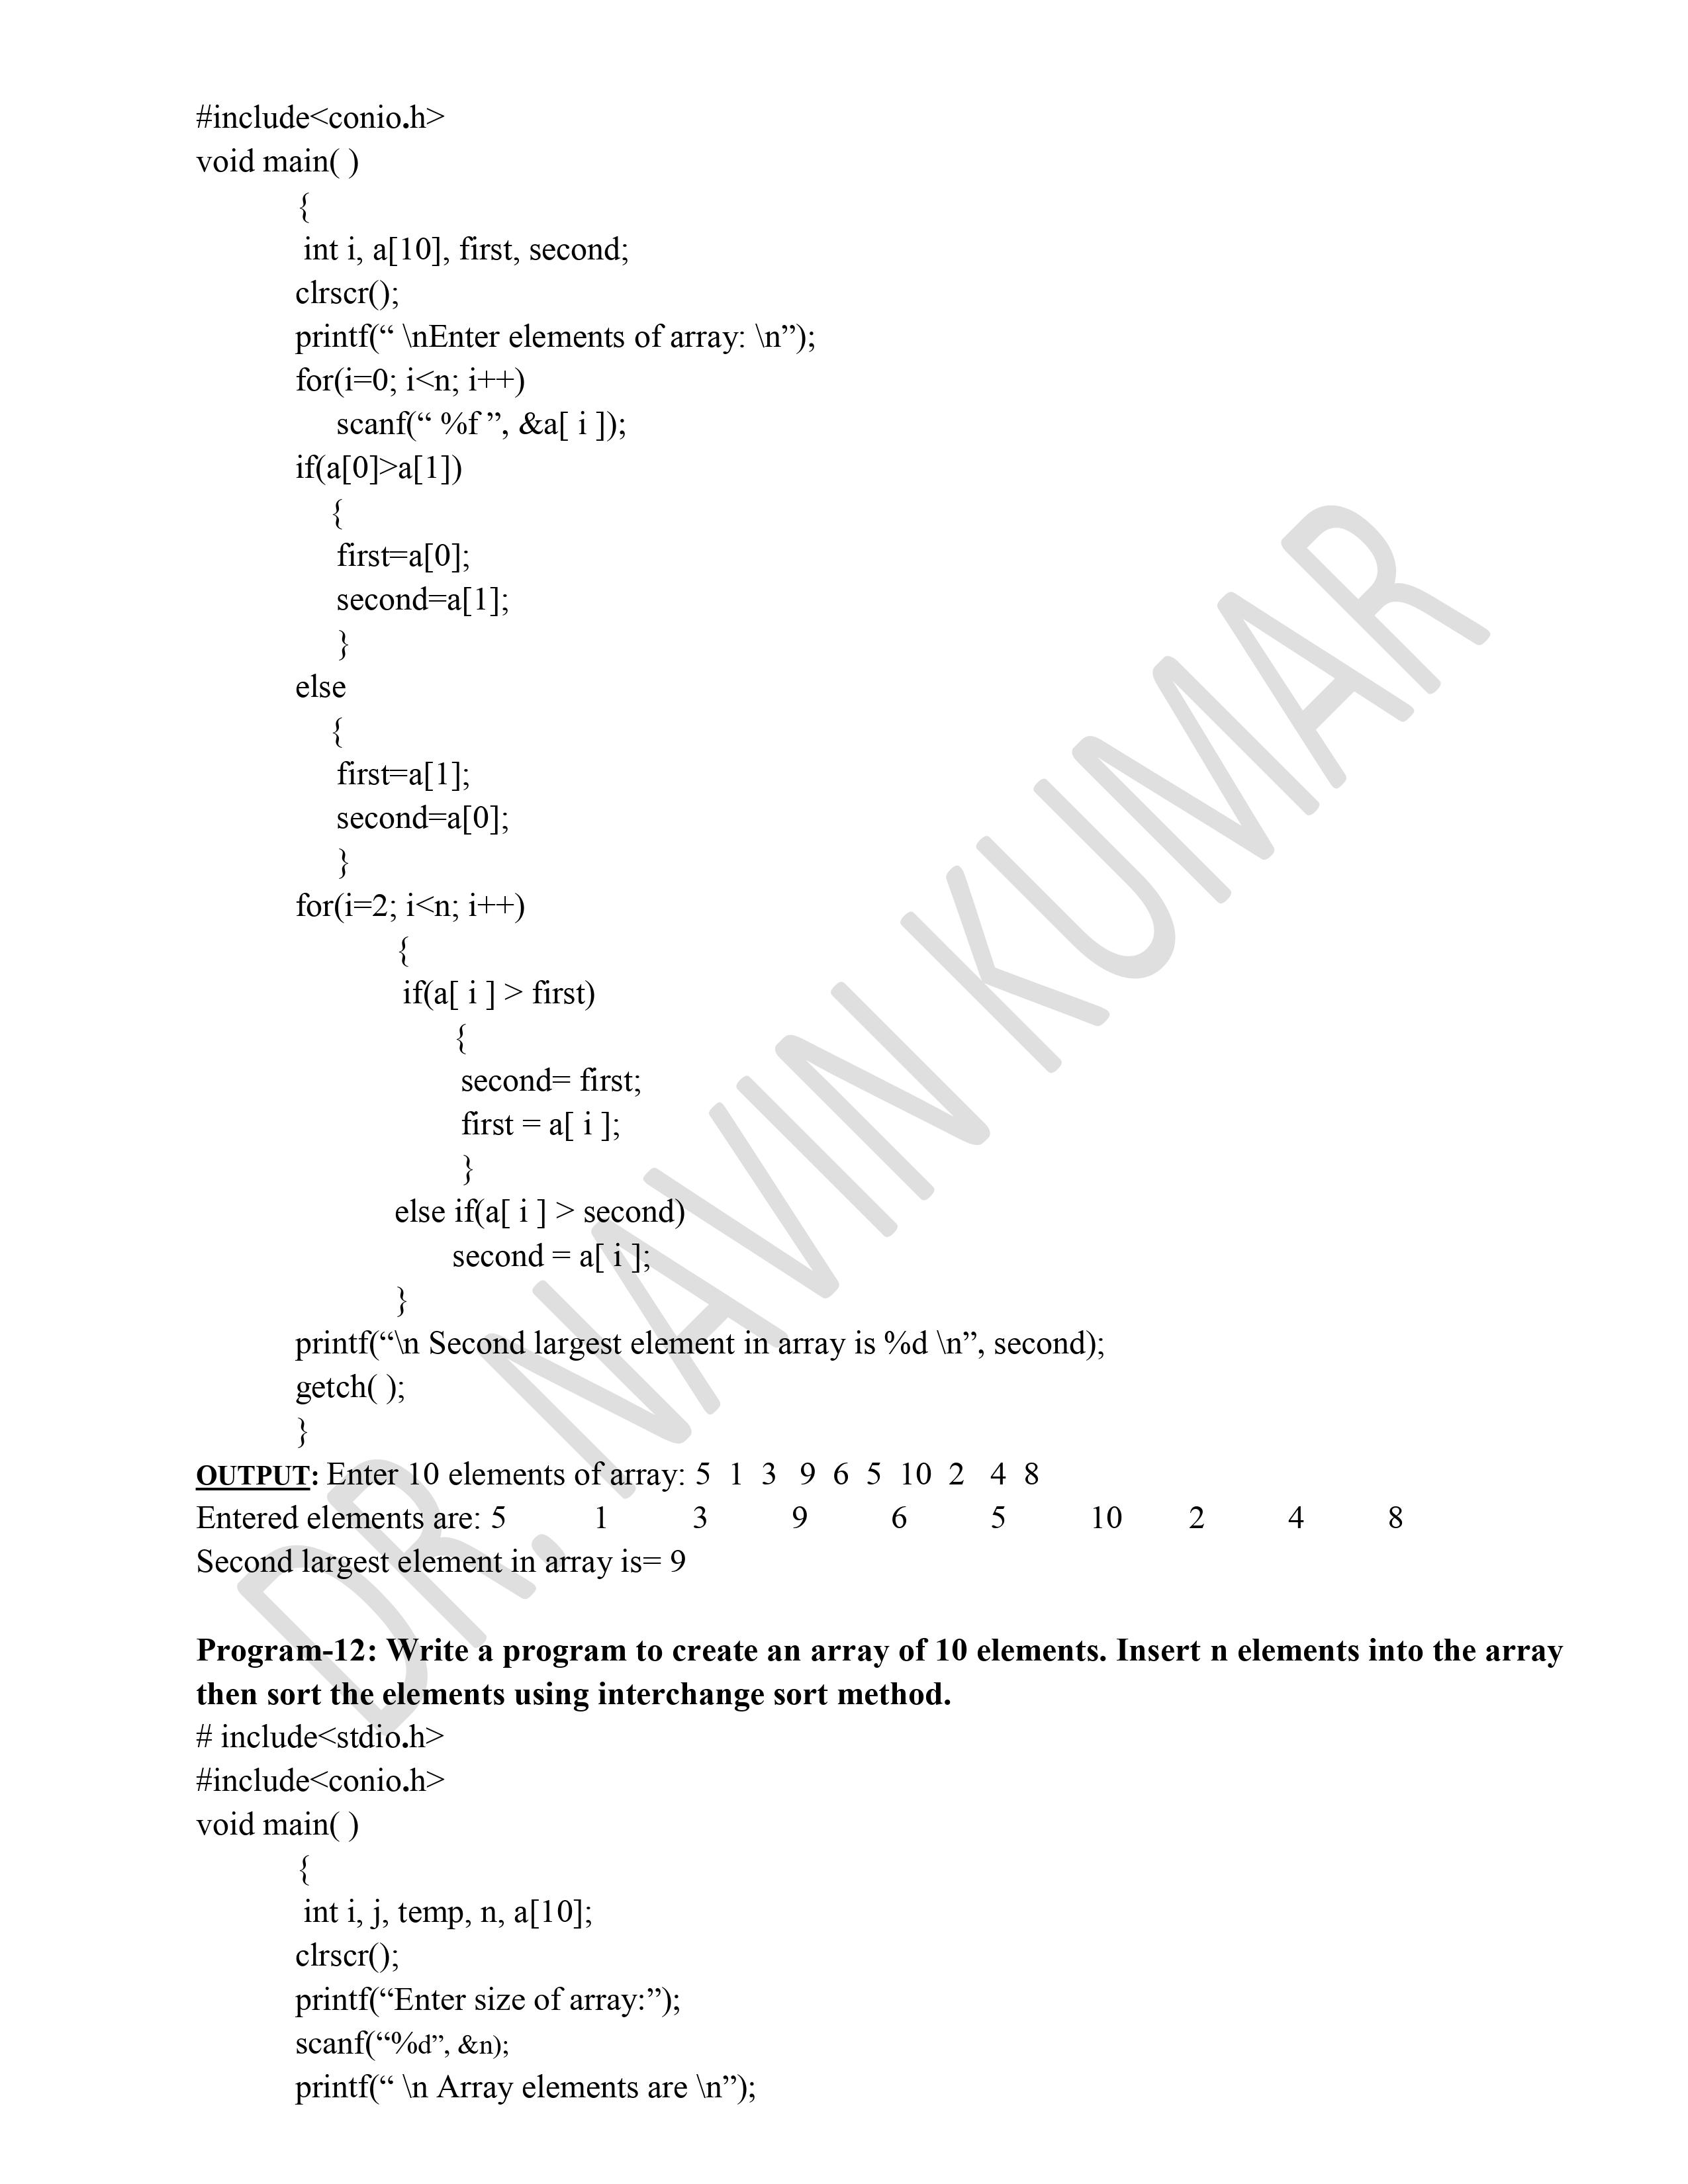 #include<conio.h>
void main( )
{
int i, a[10], first, second;
clrscr();
printf(“ \nEnter elements of array: \n”);
for(i=0; i<n; i++)
scanf(“ %f ”, &a[ i ]);
if(a[0]>a[1])
{
first=a[0];
second=a[1];
}
else
{
first=a[1];
second=a[0];
}
for(i=2; i<n; i++)
{
if(a[ i ] > first)
{
second= first;
first = a[ i ];
}
else if(a[ i ] > second)
second = a[ i ];
}
printf(“\n Second largest element in array is %d \n”, second);
getch( );
}
OUTPUT: Enter 10 elements of array: 5 1 3 9 6 5 10 2 4 8
Entered elements are: 5 1 3 9 6 5 10 2 4 8
Second largest element in array is= 9
Program-12: Write a program to create an array of 10 elements. Insert n elements into the array
then sort the elements using interchange sort method.
# include<stdio.h>
#include<conio.h>
void main( )
{
int i, j, temp, n, a[10];
clrscr();
printf(“Enter size of array:”);
scanf(“%d”, &n);
printf(“ \n Array elements are \n”);
DR. NAVIN KUMAR